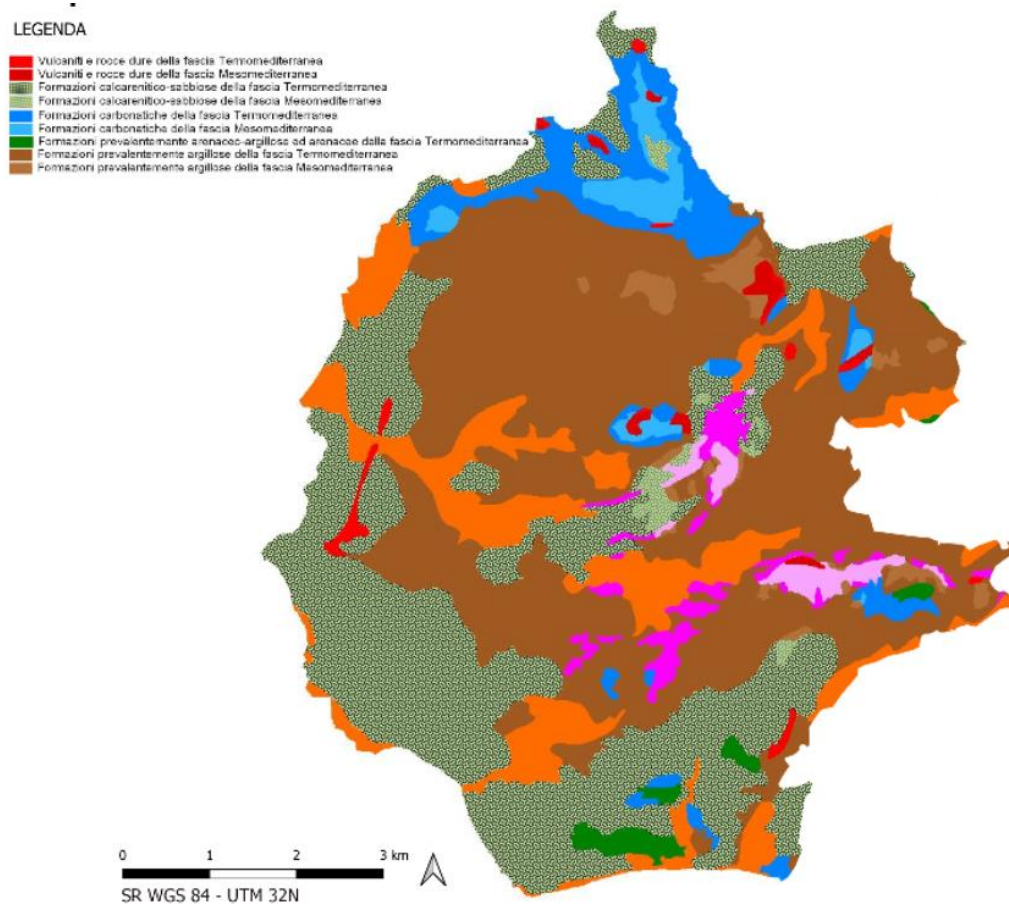 LEGENDA
Vulcaniti e rocce dure della fascia Termomediterranea
Vulcaniti e rocce dure della fascia Mesomediterranea
Formazioni calcarenitico-sabbiose della fascia Termomediterranea
Formazioni calcarenitico-sabbiose della fascia Mesomediterranea
Formazioni carbonatiche della fascia Termomediterranea
Formazioni carbonatiche della fascia Mesomediterranea
Formazioni prevalentemente arenaceo-argillose ed arenacee della fascia Termomediterranea
Formazioni prevalentemente argillose della fascia Termomediterranea
Formazioni prevalentemente argillose della fascia Mesomediterranea
0 1 2 3 km
SR WGS 84 - UTM 32N